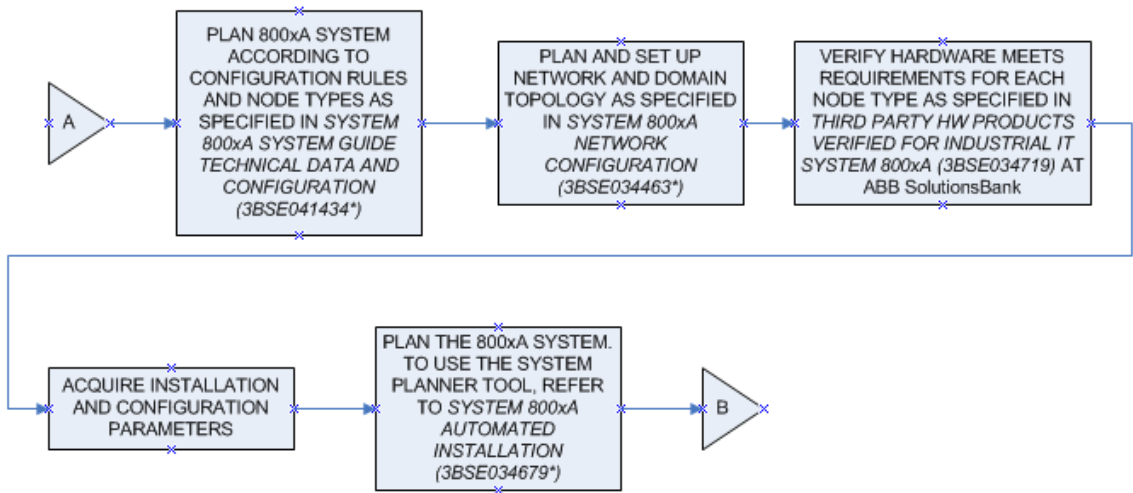 A
PLAN 800xA SYSTEM
ACCORDING TO
CONFIGURATION RULES
AND NODE TYPES AS
SPECIFIED IN SYSTEM
800xA SYSTEM GUIDE
TECHNICAL DATA AND
CONFIGURATION
(3BSE041434*)
PLAN AND SET UP
NETWORK AND DOMAIN
TOPOLOGY AS SPECIFIED
IN SYSTEM 800xA
NETWORK
CONFIGURATION
(3BSE034463*)
VERIFY HARDWARE MEETS
REQUIREMENTS FOR EACH
NODE TYPE AS SPECIFIED IN
THIRD PARTY HW PRODUCTS
VERIFIED FOR INDUSTRIAL IT
SYSTEM 800xA (3BSE034719) AT
ABB SolutionsBank
ACQUIRE INSTALLATION
AND CONFIGURATION
PARAMETERS
PLAN THE 800xA SYSTEM.
TO USE THE SYSTEM
PLANNER TOOL, REFER
TO SYSTEM 800xA
AUTOMATED
INSTALLATION
(3BSE034679*)
B